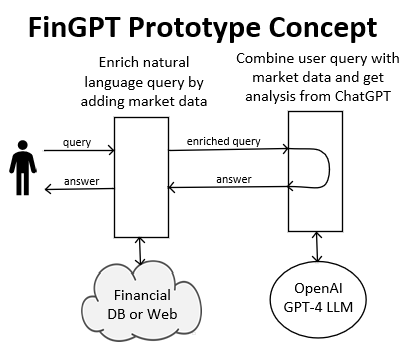 FinGPT Prototype Concept
Enrich natural
language query by
adding market data
Combine user query with
market data and get
analysis from ChatGPT
query
enriched query
answer
answer
Financial
DB or Web
OpenAI
GPT-4 LLM